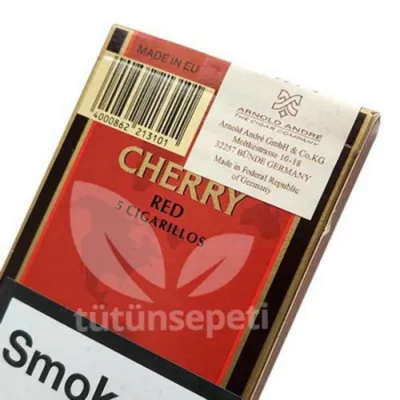 MADE IN EU
4000862 213101
ARNOLD ANDRÉ
THE CIGAR COMPANY
Arnold André GmbH & Co.KG
Moltkestrasse 10-18
32257 BÜNDE GERMANY
Made in Federal Republic
of Germany
CHERRY
RED
5 CIGARILLOS
tütünsepeti
Smok